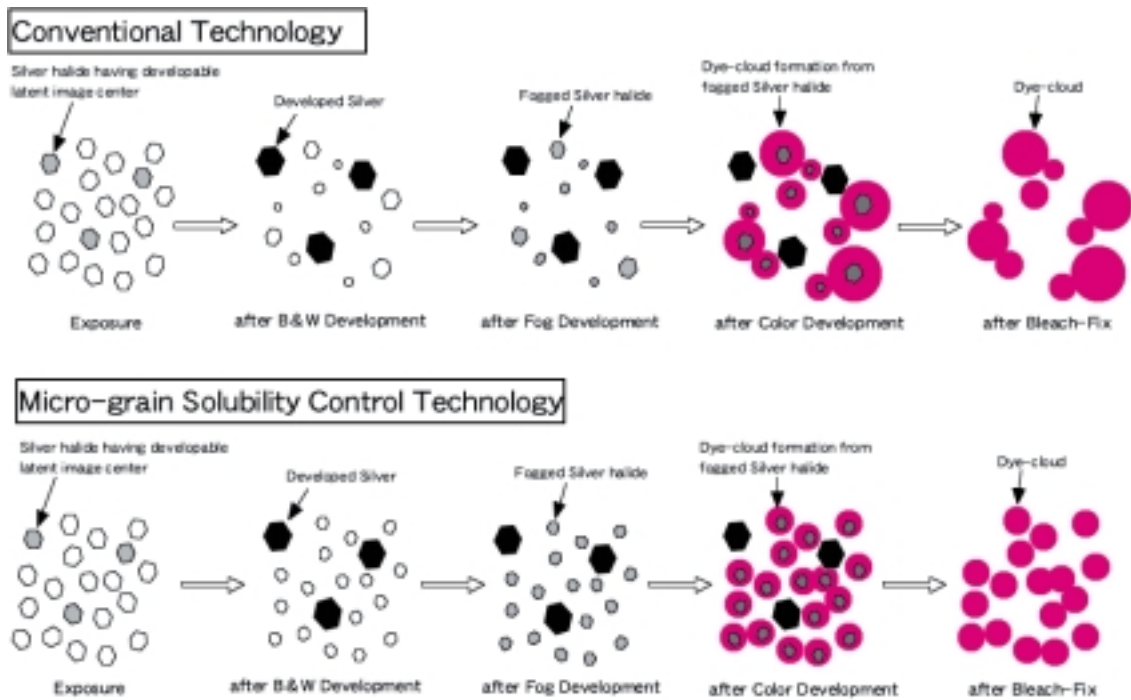 Conventional Technology
Silver halide having developable
latent image center
Developed Silver
Fogged Silver halide
Dye-cloud formation from
fogged Silver halide
Dye-cloud
Exposure
after B&W Development
after Fog Development
after Color Development
after Bleach-Fix
Micro-grain Solubility Control Technology
Silver halide having developable
latent image center
Developed Silver
Fogged Silver halide
Dye-cloud formation from
fogged Silver halide
Dye-cloud
Exposure
after B&W Development
after Fog Development
after Color Development
after Bleach-Fix